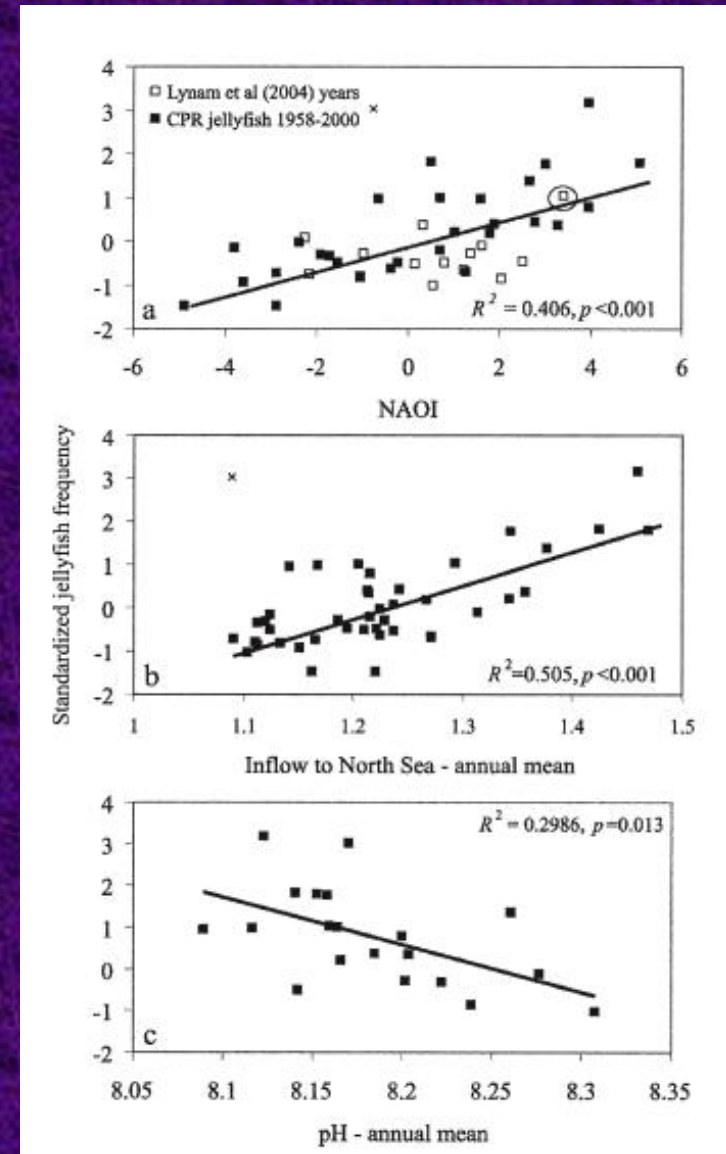 4
3
2
1
0
-1
-2
□ Lynam et al (2004) years
■ CPR jellyfish 1958-2000
×
a
R² = 0.406, p <0.001
-6 -4 -2 0 2 4 6
NAOI
Standardized jellyfish frequency
4
3
2
1
0
-1
-2
×
b
R²=0.505, p <0.001
1 1.1 1.2 1.3 1.4 1.5
Inflow to North Sea - annual mean
4
3
2
1
0
-1
-2
R² = 0.2986, p=0.013
c
8.05 8.1 8.15 8.2 8.25 8.3 8.35
pH - annual mean